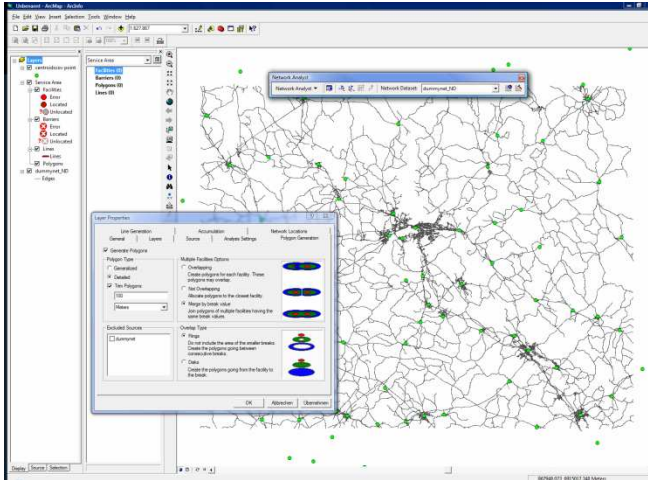 Unbenannt - ArcMap - ArcInfo
File Edit View Insert Selection Tools Window Help
1:827.807
100%
Layers
Service Area
Facilities
Error
Located
Unlocated
Barriers
Error
Located
Unlocated
Lines
Lines
Polygons
dummynet_ND
Edges
Service Area
Facilities (0)
Barriers (0)
Polygons (0)
Lines (0)
Network Analyst
Network Analyst
Network Dataset:
dummynet_ND
Layer Properties
Line Generation
Accumulation
Network Locations
General
Layers
Source
Analysis Settings
Polygon Generation
Generate Polygons
Polygon Type
Generalized
Detailed
Trim Polygons
100
Meters
Excluded Sources
dummynet
Multiple Facilities Options
Overlapping
Create polygons for each facility. These
polygons may overlap.
Not Overlapping
Allocate polygons to the closest facility.
Merge by break value
Join polygons of multiple facilities having the
same break values.
Overlap Type
Rings
Do not include the area of the smaller breaks.
Create the polygons going between
consecutive breaks.
Disks
Create the polygons going from the facility to
the break.
OK
Abbrechen
Übernehmen
Display Source Selection